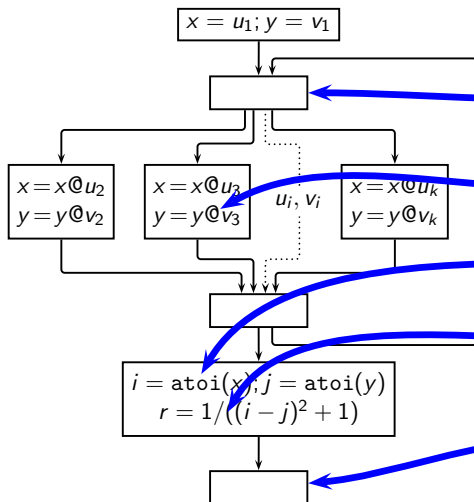 x = u₁; y = v₁
x = x@u₂
y = y@v₂
x = x@u₃
y = y@v₃
uᵢ, vᵢ
x = x@uₖ
y = y@vₖ
i = atoi(x); j = atoi(y)
r = 1/((i − j)² + 1)